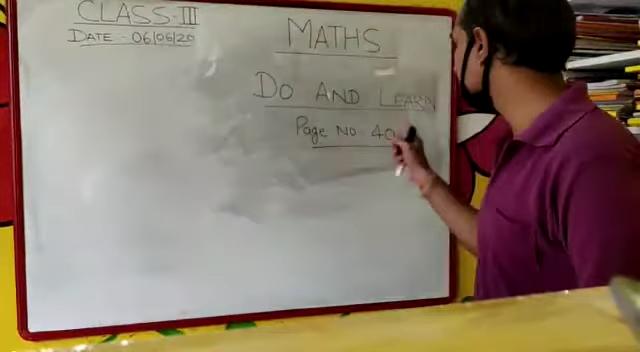 CLASS-III
DATE - 06/06/20
MATHS
DO AND LEARN
Page NO. 40